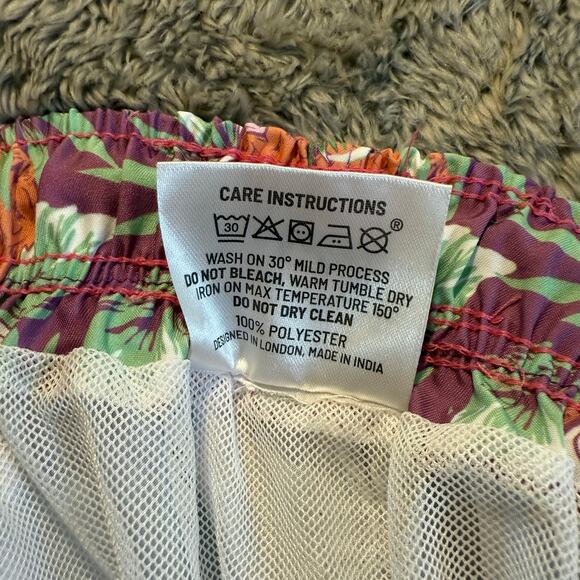 CARE INSTRUCTIONS
30 ®
WASH ON 30° MILD PROCESS
DO NOT BLEACH, WARM TUMBLE DRY
IRON ON MAX TEMPERATURE 150°
DO NOT DRY CLEAN
100% POLYESTER
DESIGNED IN LONDON, MADE IN INDIA